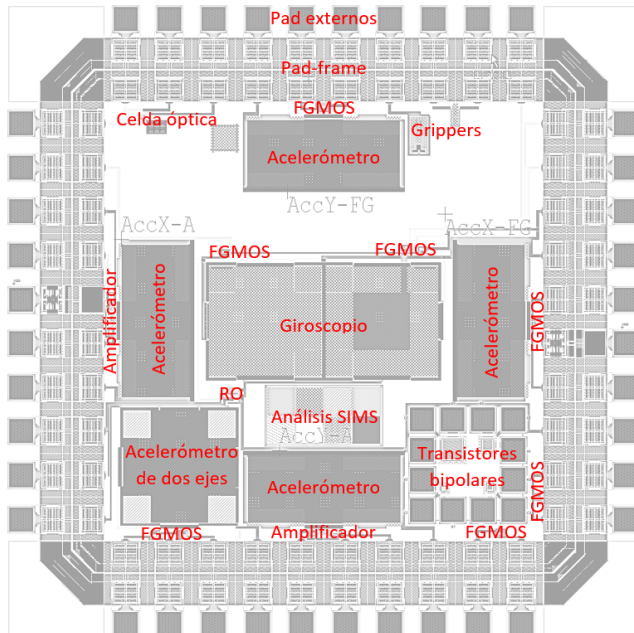 Pad externos
Pad-frame
FGMOS
Celda óptica
Grippers
Acelerómetro
AccY-FG
AccX-A
AccX-FG
FGMOS
FGMOS
Amplificador
Acelerómetro
Giroscopio
Acelerómetro
FGMOS
RO
Análisis SIMS
AccY-A
Acelerómetro
de dos ejes
Transistores
bipolares
Acelerómetro
FGMOS
FGMOS
Amplificador
FGMOS